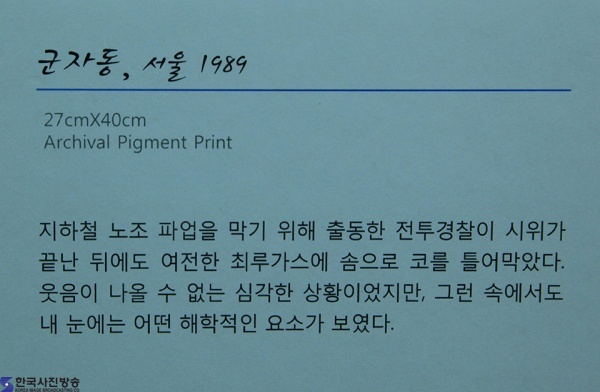 군자동, 서울 1989
27cmX40cm
Archival Pigment Print
지하철 노조 파업을 막기 위해 출동한 전투경찰이 시위가
끝난 뒤에도 여전한 최루가스에 솜으로 코를 틀어막았다.
웃음이 나올 수 없는 심각한 상황이었지만, 그런 속에서도
내 눈에는 어떤 해학적인 요소가 보였다.
한국사진방송
KOREA IMAGE BROADCASTING CO